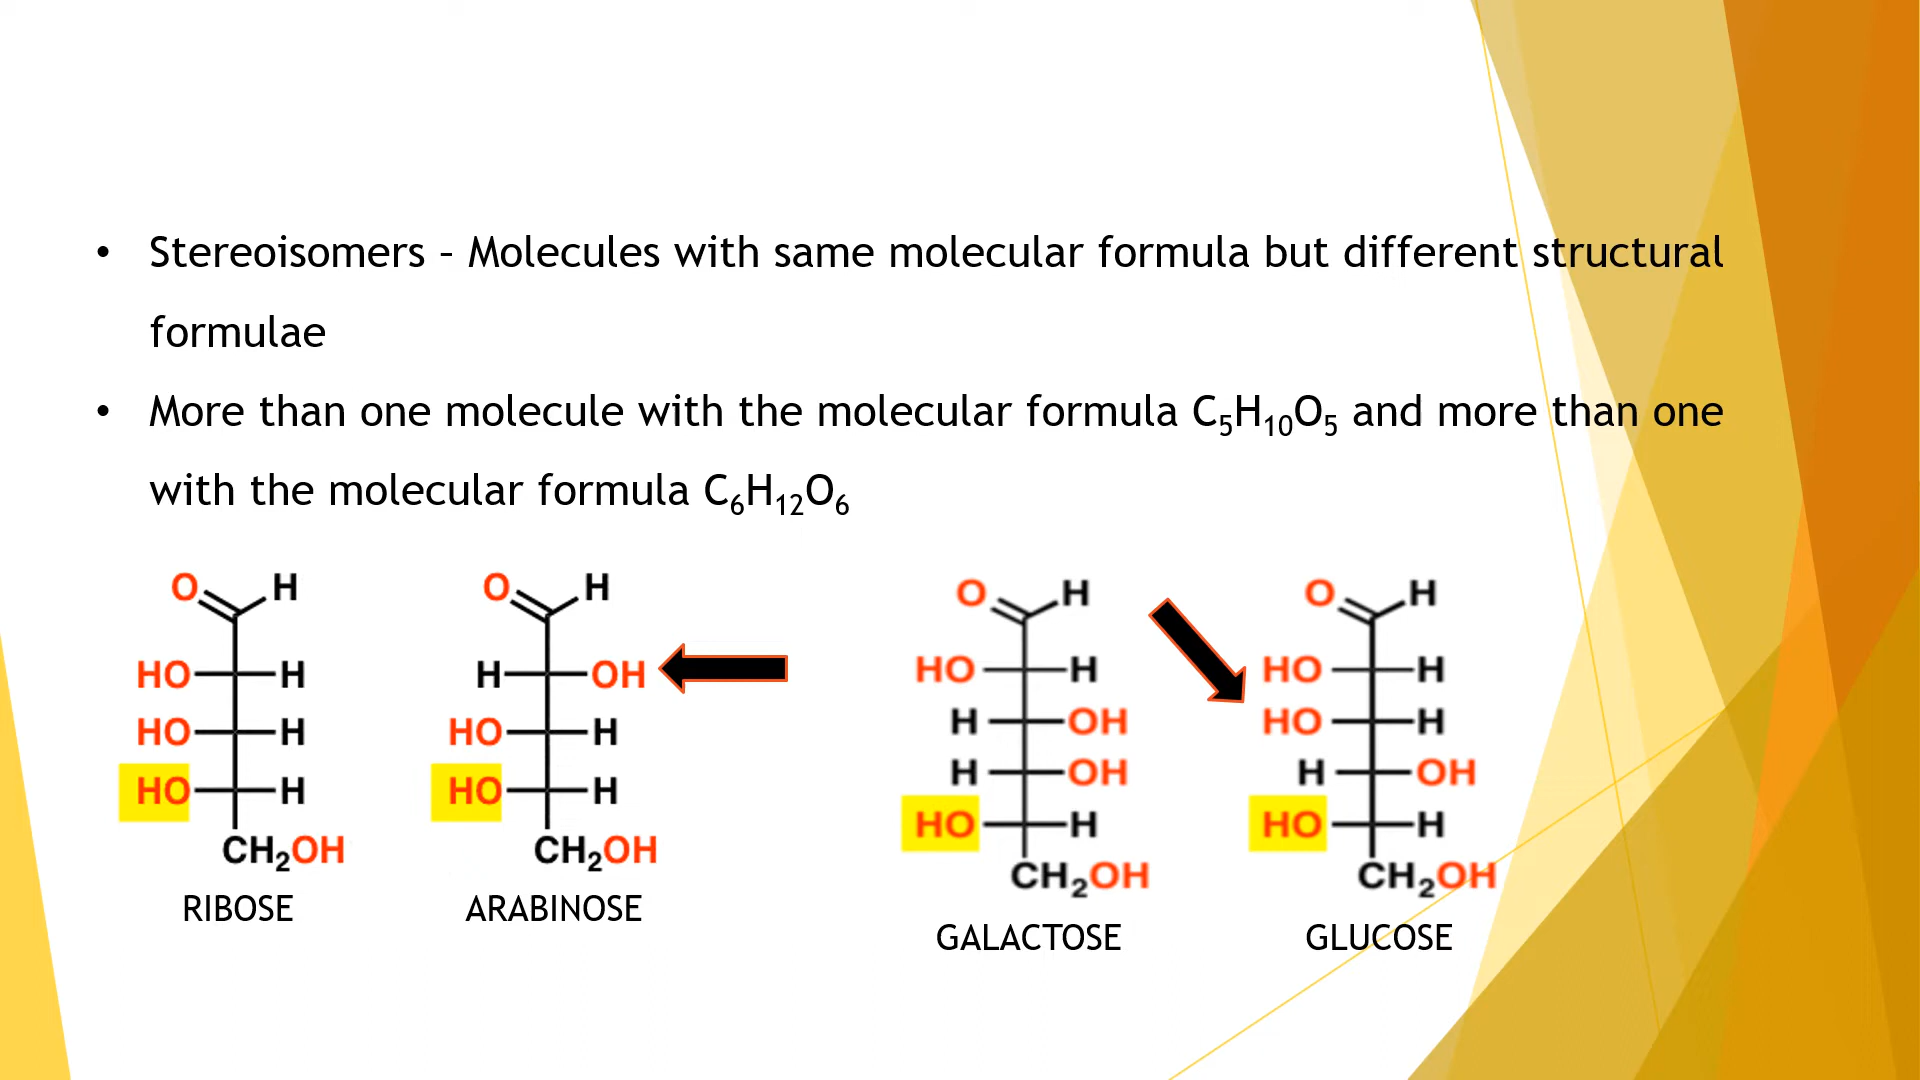 • Stereoisomers – Molecules with same molecular formula but different structural
formulae
• More than one molecule with the molecular formula C₅H₁₀O₅ and more than one
with the molecular formula C₆H₁₂O₆
O H
HO H
HO H
HO H
CH₂OH
RIBOSE
O H
H OH
HO H
HO H
CH₂OH
ARABINOSE
O H
HO H
H OH
H OH
HO H
CH₂OH
GALACTOSE
O H
HO H
HO H
H OH
HO H
CH₂OH
GLUCOSE